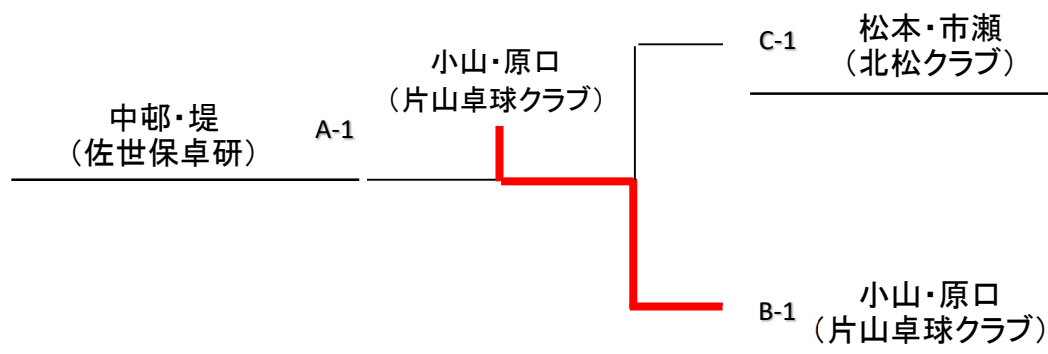 中邨・堤
(佐世保卓研)
A-1
小山・原口
(片山卓球クラブ)
C-1
松本・市瀬
(北松クラブ)
B-1
小山・原口
(片山卓球クラブ)